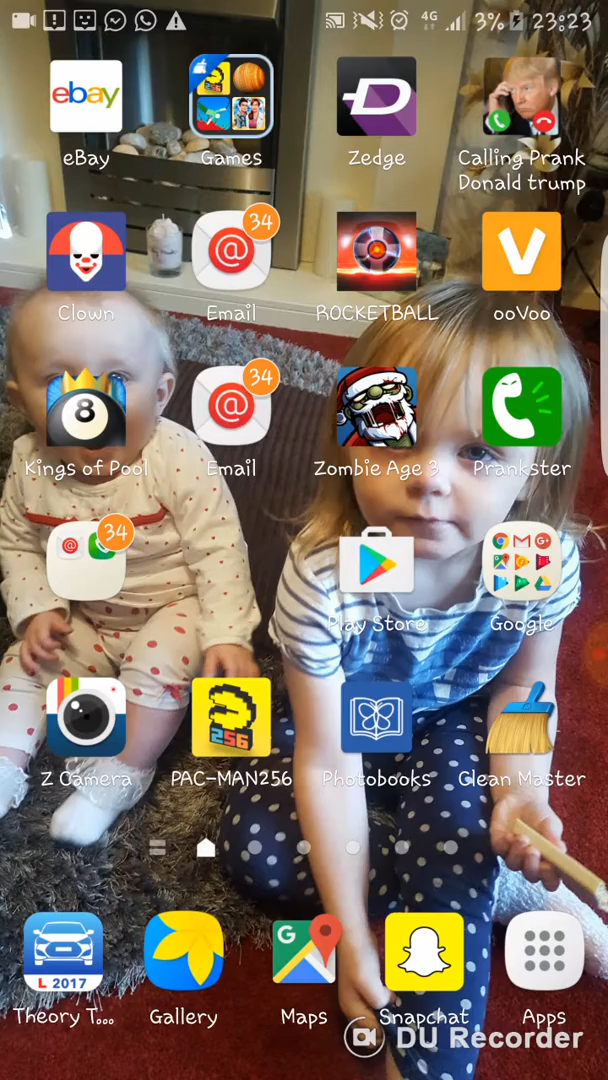 4G 3% 23:23
ebay
eBay
Games
Zedge
Calling Prank
Donald trump
34
Clown
Email
ROCKETBALL
ooVoo
8
34
Kings of Pool
Email
Zombie Age 3
Prankster
34
Play Store
Google
256
Z Camera
PAC-MAN256
Photobooks
Clean Master
L 2017
G
Theory T...
Gallery
Maps
Snapchat
Apps
DU Recorder